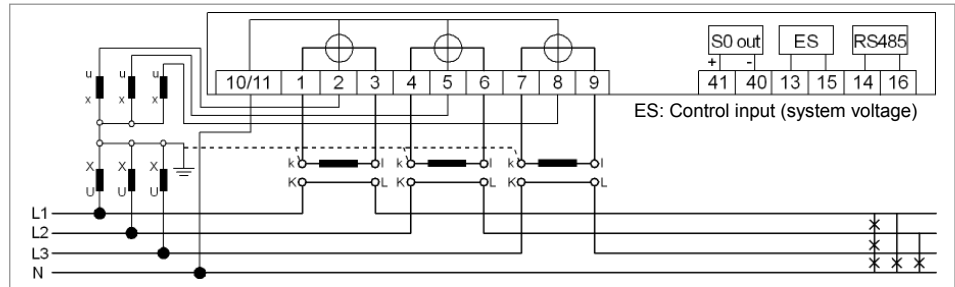 S0 out ES RS485
+ -
10/11 1 2 3 4 5 6 7 8 9 41 40 13 15 14 16
ES: Control input (system voltage)
u u u
x x x
k l k l k l
K L K L K L
X X X
U U U
L1
L2
L3
N